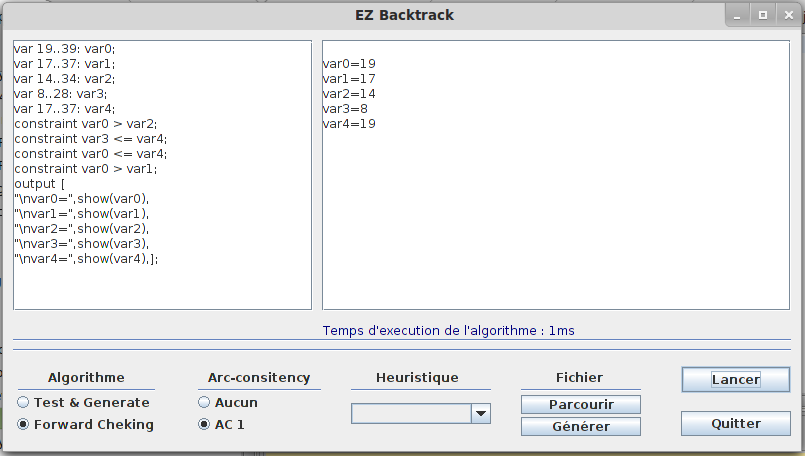 EZ Backtrack
var 19..39: var0;
var 17..37: var1;
var 14..34: var2;
var 8..28: var3;
var 17..37: var4;
constraint var0 > var2;
constraint var3 <= var4;
constraint var0 <= var4;
constraint var0 > var1;
output [
"\nvar0=",show(var0),
"\nvar1=",show(var1),
"\nvar2=",show(var2),
"\nvar3=",show(var3),
"\nvar4=",show(var4),];
var0=19
var1=17
var2=14
var3=8
var4=19
Temps d'execution de l'algorithme : 1ms
Algorithme
Test & Generate
Forward Cheking
Arc-consitency
Aucun
AC 1
Heuristique
Fichier
Parcourir
Générer
Lancer
Quitter